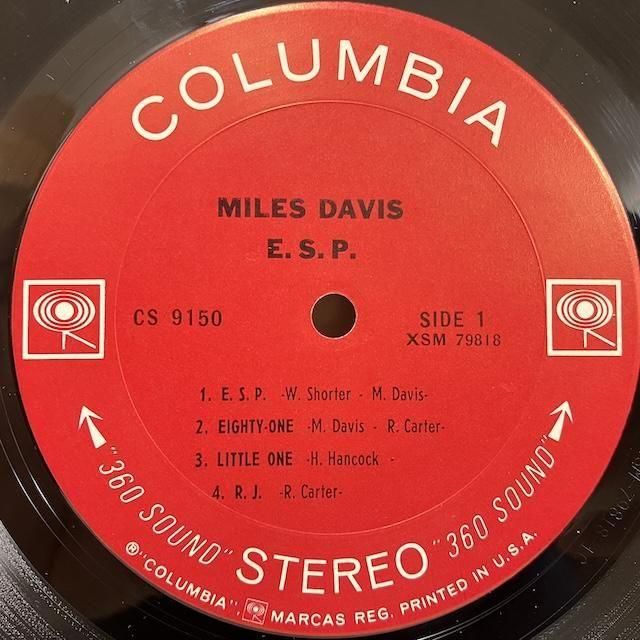 COLUMBIA
MILES DAVIS
E. S. P.
CS 9150
SIDE 1
XSM 79818
1. E. S. P. -W. Shorter - M. Davis-
2. EIGHTY-ONE -M. Davis - R. Carter-
3. LITTLE ONE -H. Hancock -
4. R. J. -R. Carter-
"360 SOUND" STEREO "360 SOUND"
® "COLUMBIA", MARCAS REG. PRINTED IN U.S.A.